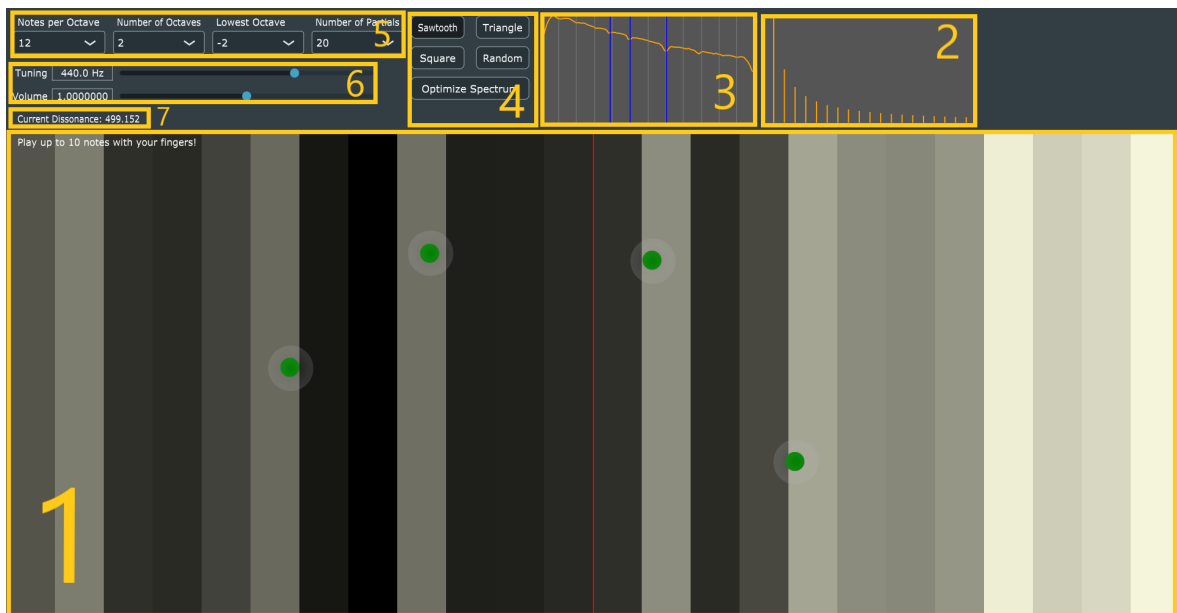 Notes per Octave Number of Octaves Lowest Octave Number of Partials
12 2 -2 20 5
Tuning 440.0 Hz 6
Volume 1.0000000
Current Dissonance: 499.152 7
Sawtooth Triangle
Square Random
Optimize Spectrum 4
3
2
Play up to 10 notes with your fingers!
1